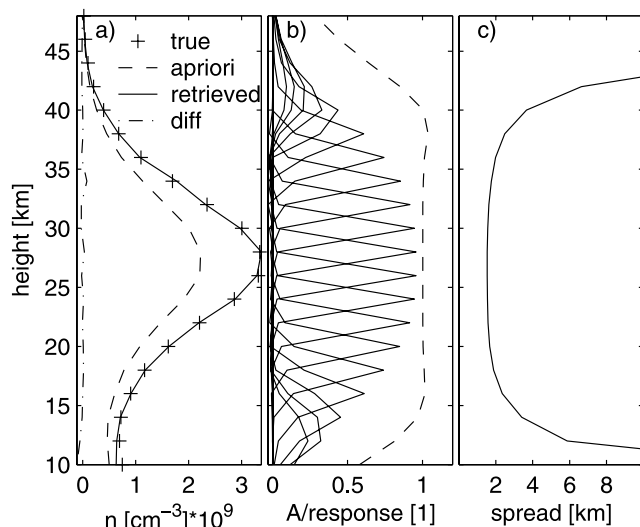 a)
true
apriori
retrieved
diff
b)
c)
height [km]
45
40
35
30
25
20
15
10
0 1 2 3
n [cm⁻³]*10⁹
0 0.5 1
A/response [1]
2 4 6 8
spread [km]